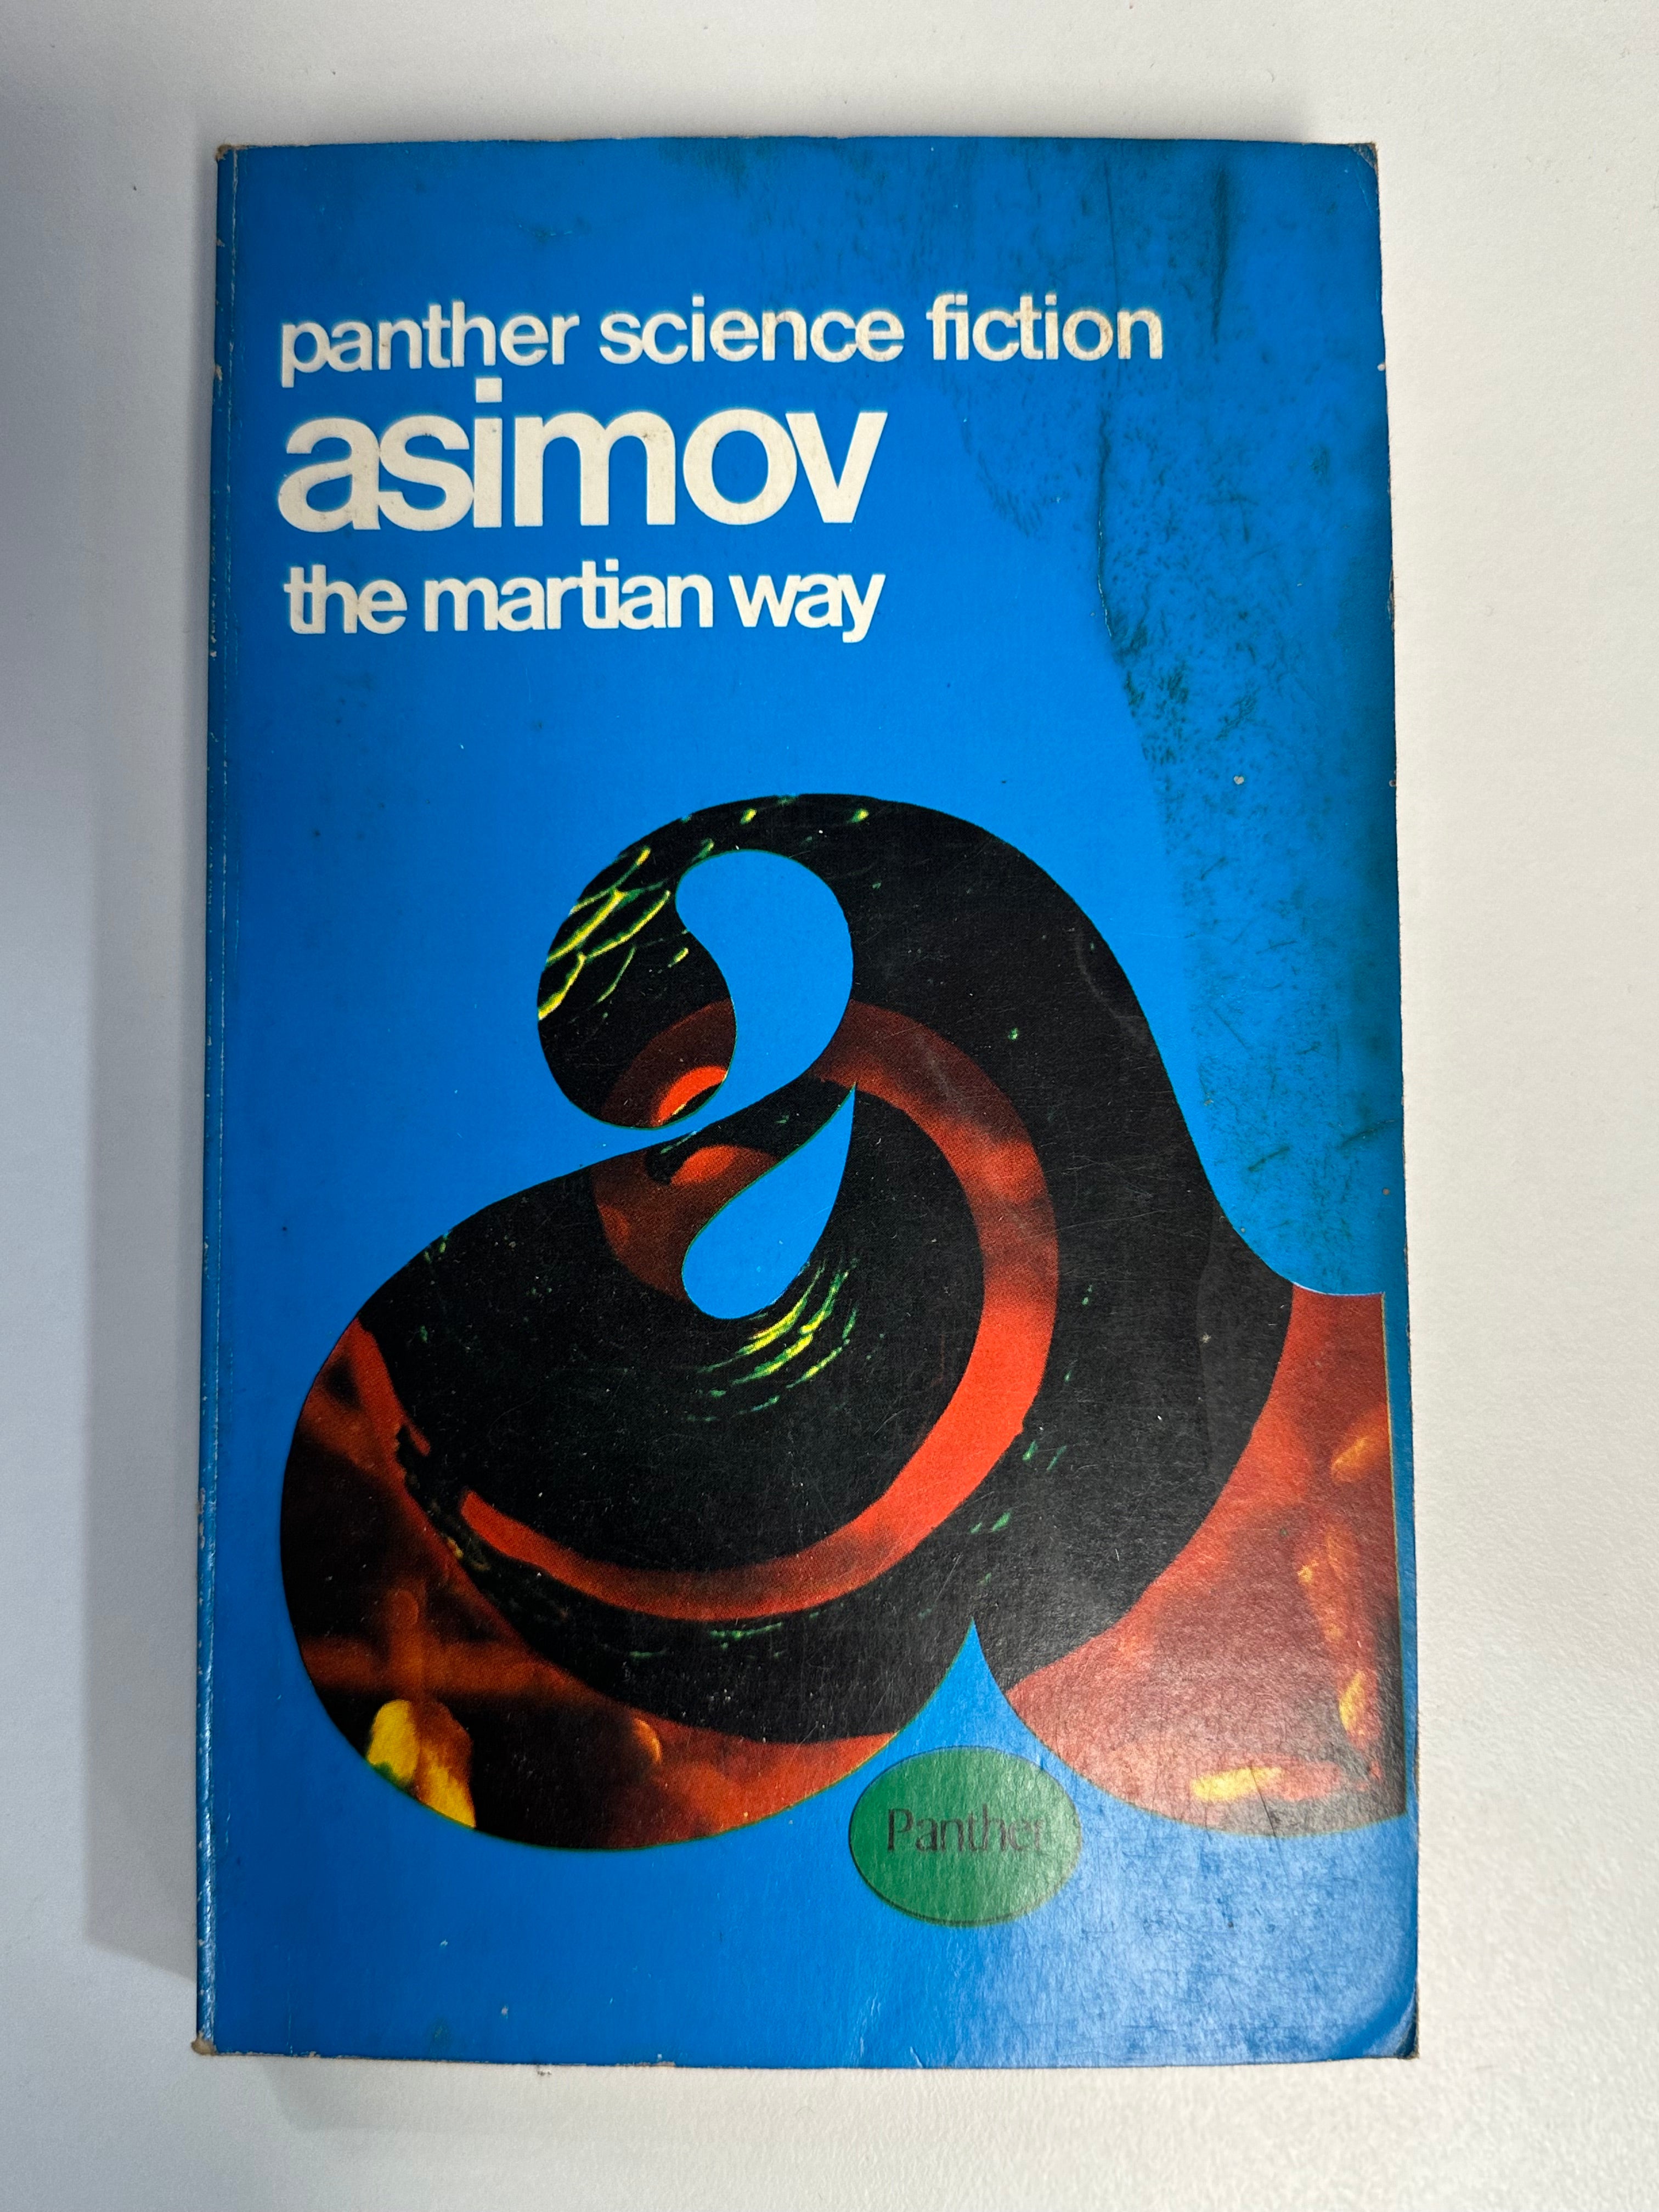 panther science fiction
asimov
the martian way
a
Panther